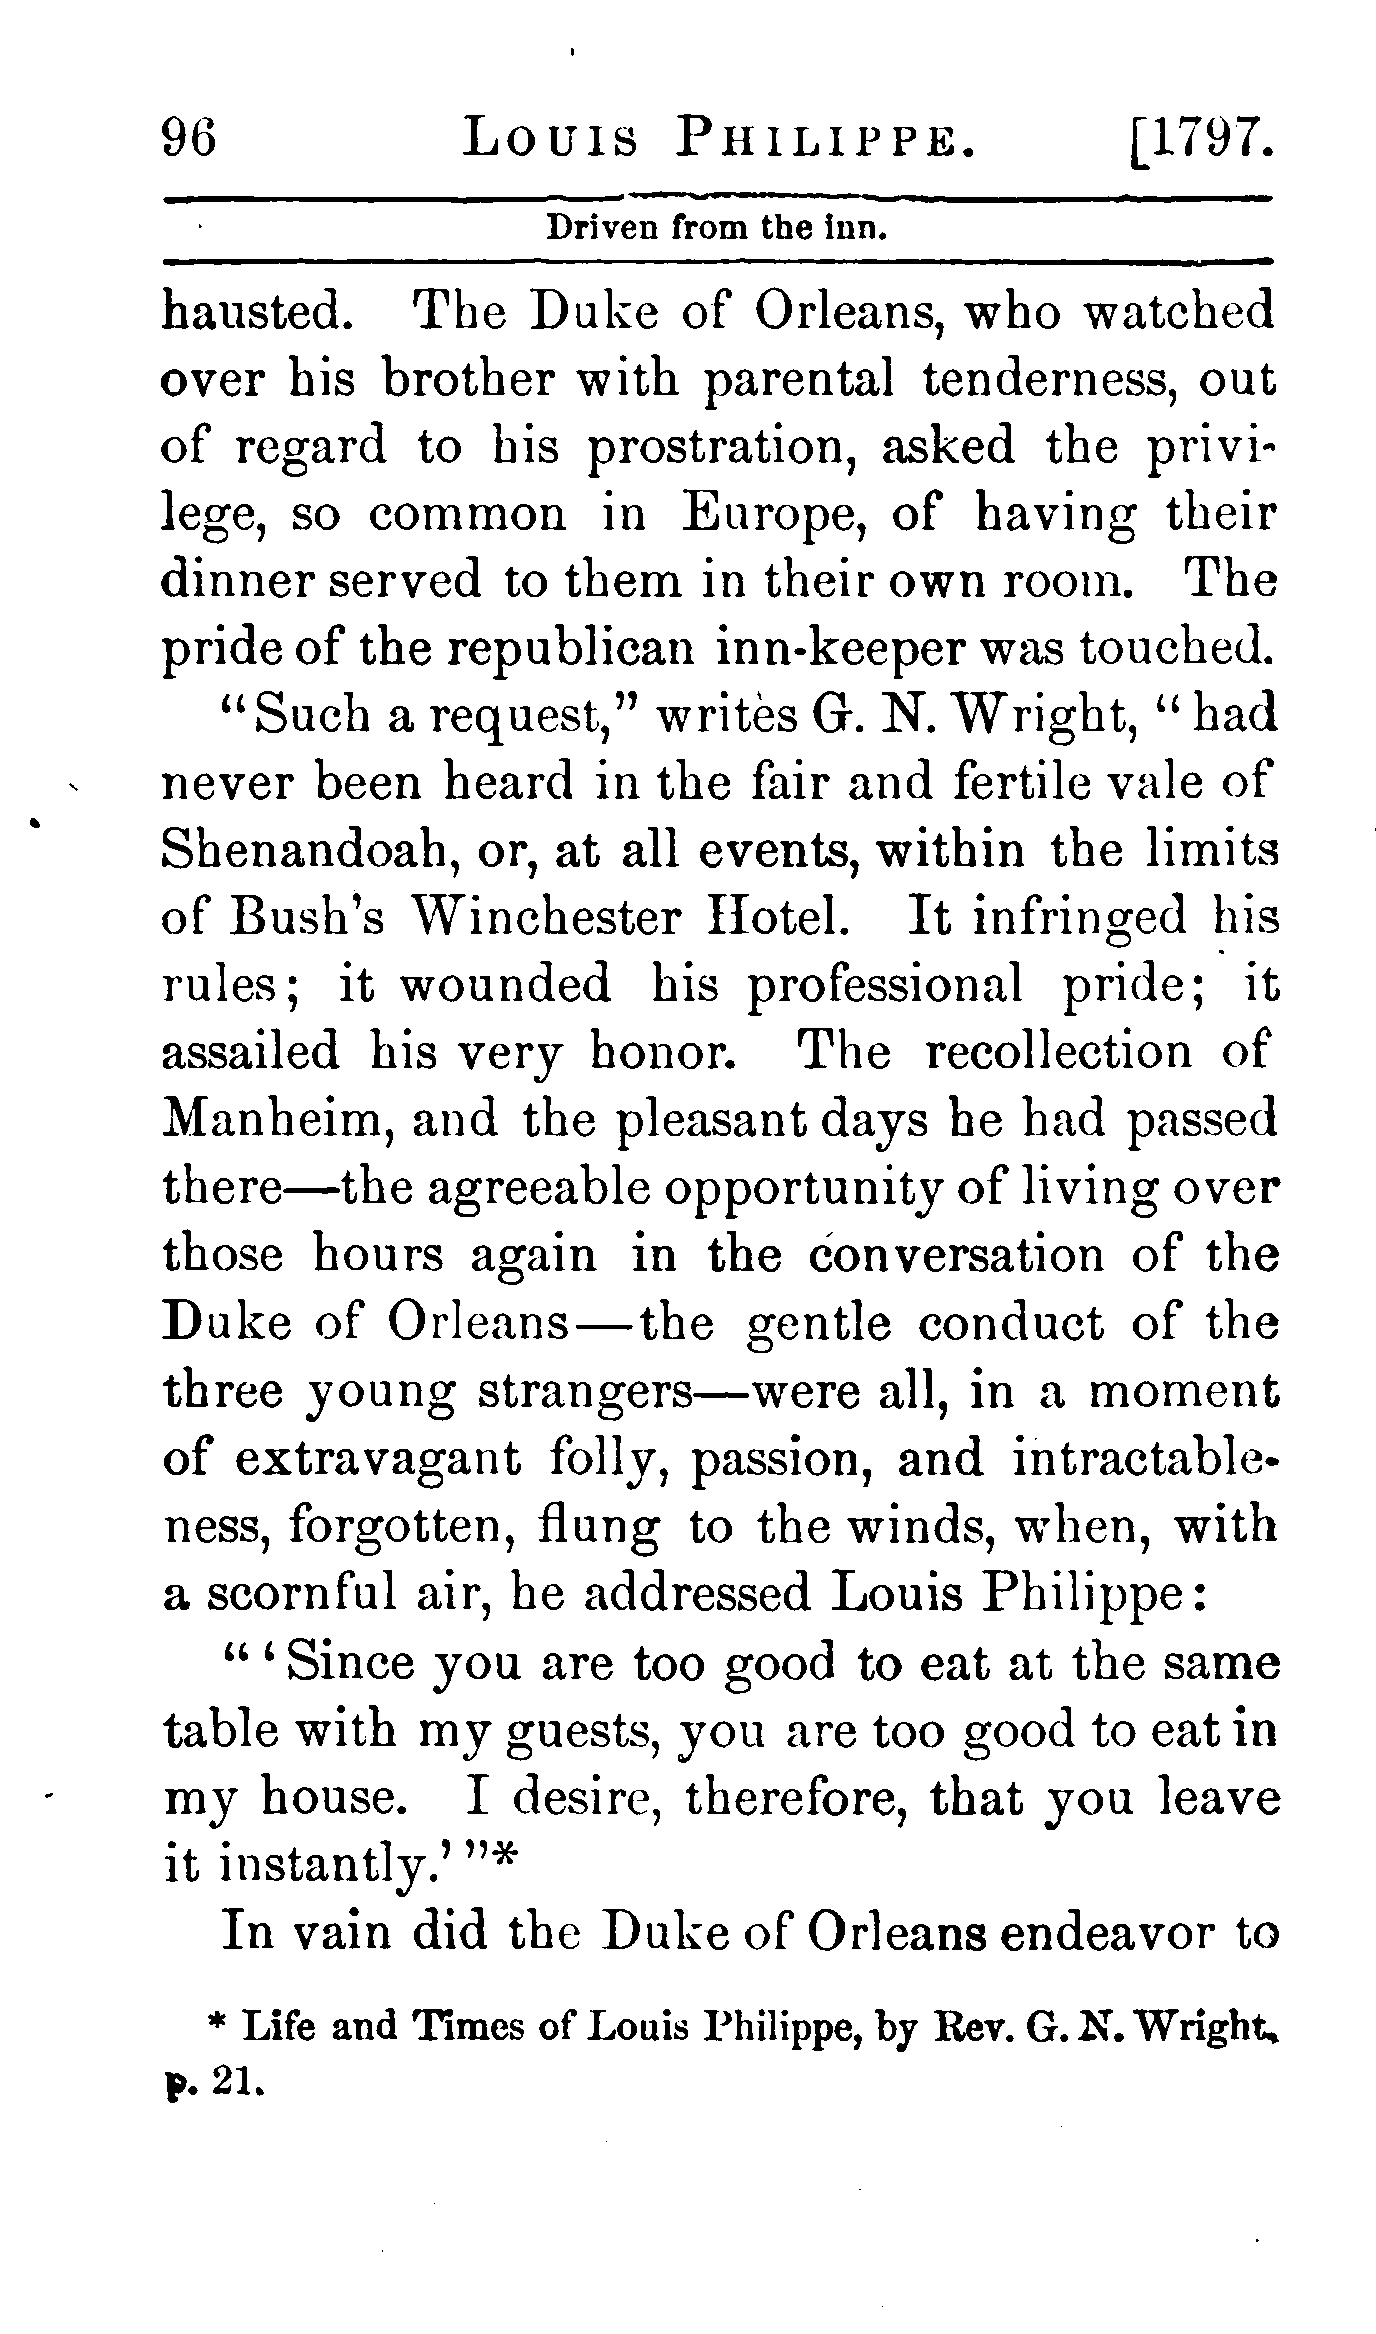 96 Louis Philippe. [1797.
Driven from the inn.
hausted. The Duke of Orleans, who watched
over his brother with parental tenderness, out
of regard to his prostration, asked the privi-
lege, so common in Europe, of having their
dinner served to them in their own room. The
pride of the republican inn-keeper was touched.
“Such a request,” writes G. N. Wright, “had
never been heard in the fair and fertile vale of
Shenandoah, or, at all events, within the limits
of Bush’s Winchester Hotel. It infringed his
rules; it wounded his professional pride; it
assailed his very honor. The recollection of
Manheim, and the pleasant days he had passed
there—the agreeable opportunity of living over
those hours again in the conversation of the
Duke of Orleans—the gentle conduct of the
three young strangers—were all, in a moment
of extravagant folly, passion, and intractable-
ness, forgotten, flung to the winds, when, with
a scornful air, he addressed Louis Philippe:
“‘Since you are too good to eat at the same
table with my guests, you are too good to eat in
my house. I desire, therefore, that you leave
it instantly.’”*
In vain did the Duke of Orleans endeavor to
* Life and Times of Louis Philippe, by Rev. G. N. Wright,
p. 21.